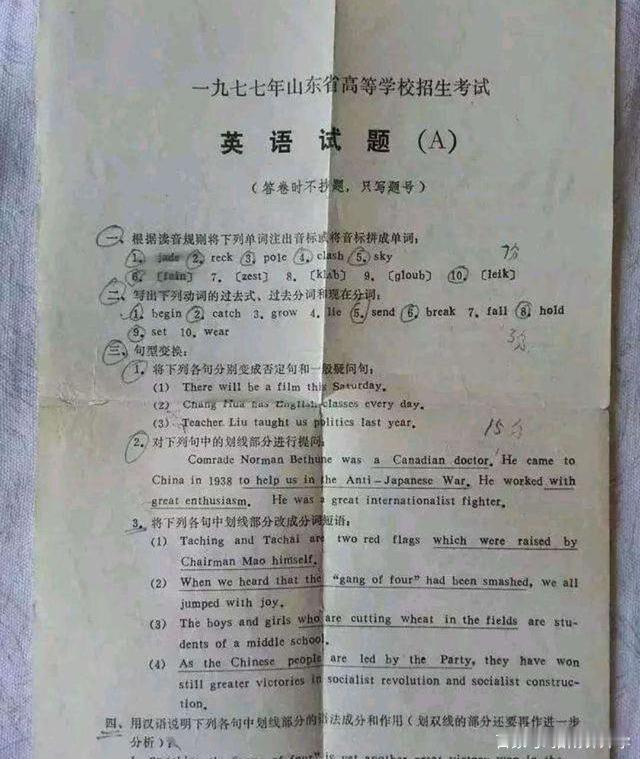 一九七七年山东省高等学校招生考试
英语试题（A）
（答卷时不抄题，只写题号）
一、根据读音规则将下列单词注出音标或将音标拼成单词：
1. jade 2. reck 3. pole 4. clash 5. sky
7分
6. [fain] 7. [zest] 8. [klʌb] 9. [gloub] 10. [leik]
二、写出下列动词的过去式、过去分词和现在分词：
1. begin 2. catch 3. grow 4. lie 5. send 6. break 7. fall 8. hold
9. set 10. wear
三、句型变换：
1. 将下列各句分别变成否定句和一般疑问句：
(1) There will be a film this Saturday.
(2) Chang Hua has English classes every day.
(3) Teacher Liu taught us politics last year.
15分
2. 对下列句中的划线部分进行提问：
Comrade Norman Bethune was a Canadian doctor. He came to
China in 1938 to help us in the Anti-Japanese War. He worked with
great enthusiasm. He was a great internationalist fighter.
3. 将下列各句中划线部分改成分词短语：
(1) Taching and Tachai are two red flags which were raised by
Chairman Mao himself.
(2) When we heard that the "gang of four" had been smashed, we all
jumped with joy.
(3) The boys and girls who are cutting wheat in the fields are stu-
dents of a middle school.
(4) As the Chinese people are led by the Party, they have won
still greater victories in socialist revolution and socialist construc-
tion.
四、用汉语说明下列各句中划线部分的语法成分和作用（划双线的部分还要再作进一步
分析）